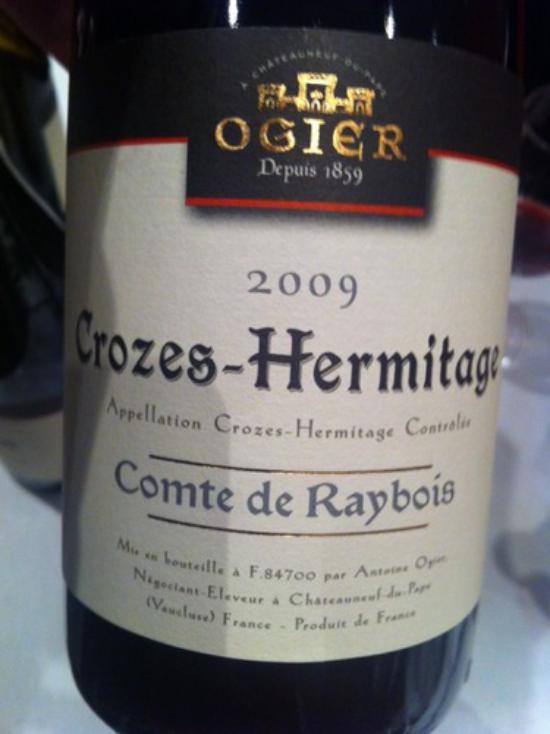 À CHÂTEAUNEUF-DU-PAPE
OGIER
Depuis 1859
2009
Crozes-Hermitage
Appellation Crozes-Hermitage Contrôlée
Comte de Raybois
Mis en bouteille à F.84700 par Antoine Ogier,
Négociant-Eleveur à Châteauneuf-du-Pape
(Vaucluse) France - Produit de France